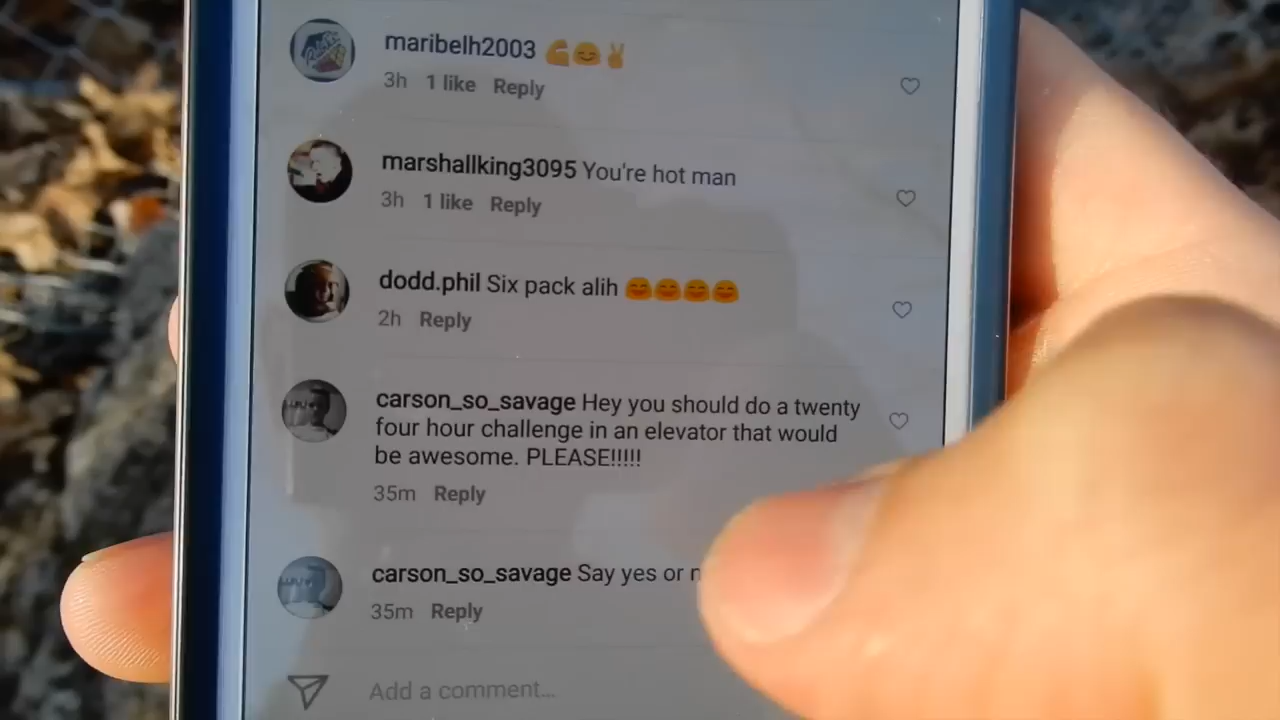 maribelh2003 💪😊✌
3h 1 like Reply
marshallking3095 You're hot man
3h 1 like Reply
dodd.phil Six pack alih 😄😄😄😄
2h Reply
carson_so_savage Hey you should do a twenty
four hour challenge in an elevator that would
be awesome. PLEASE!!!!!
35m Reply
carson_so_savage Say yes or
35m Reply
Add a comment...